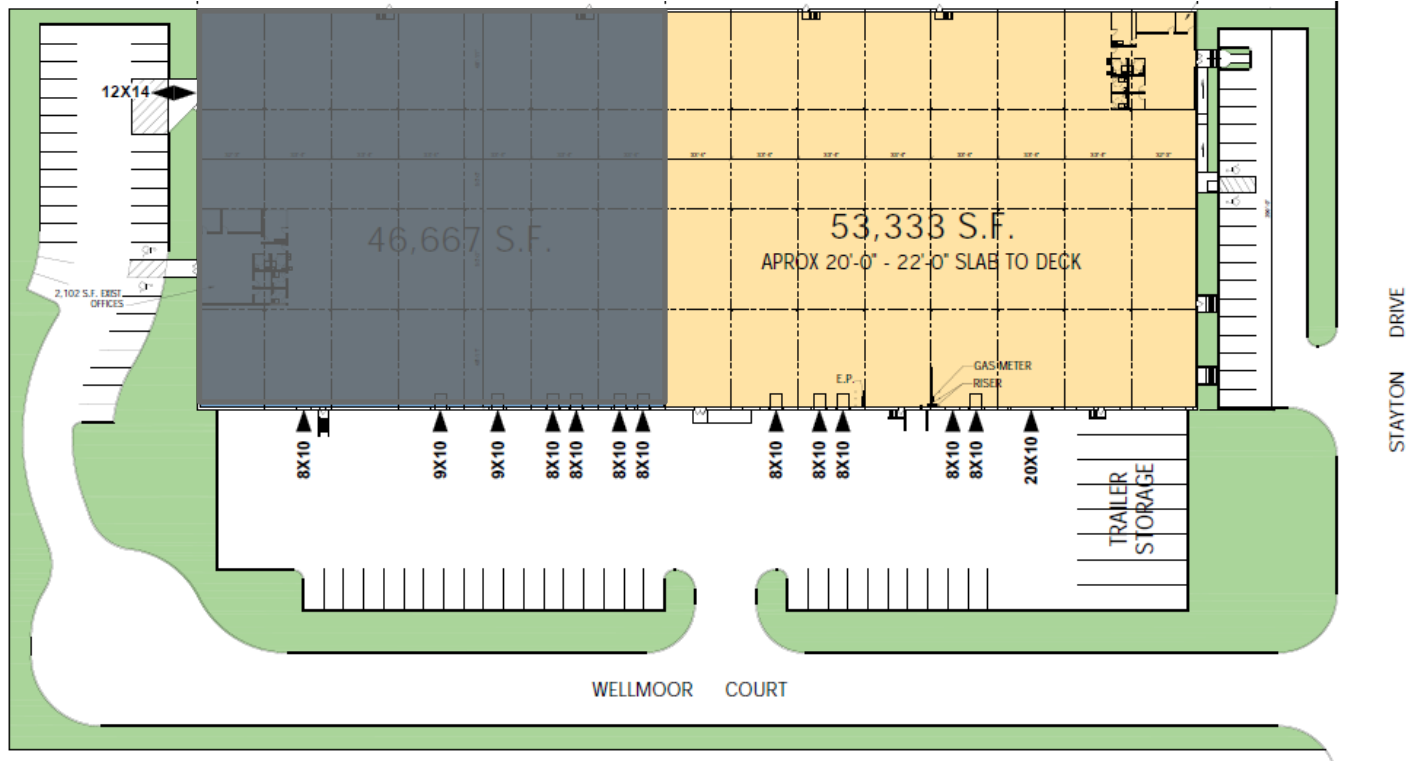 12X14
46,667 S.F.
53,333 S.F.
APROX 20'-0" - 22'-0" SLAB TO DECK
2,102 S.F. EXIST
OFFICES
E.P.
GAS METER
RISER
8X10
9X10
9X10
8X10
8X10
8X10
8X10
8X10
8X10
8X10
8X10
8X10
20X10
TRAILER
STORAGE
STAYTON DRIVE
WELLMOOR COURT